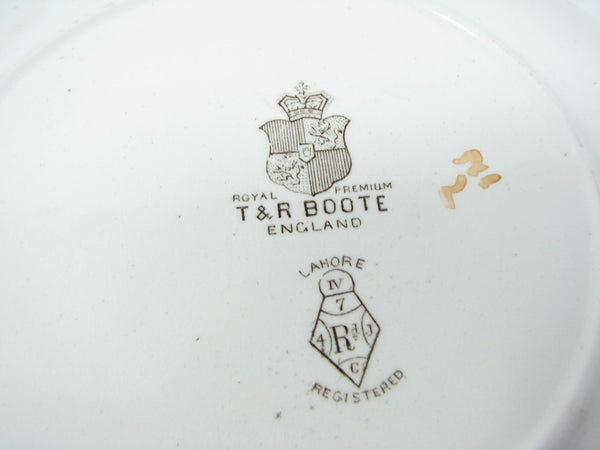 ROYAL PREMIUM
T & R BOOTE
ENGLAND
LAHORE
IV
7
4 Rd J
C
REGISTERED